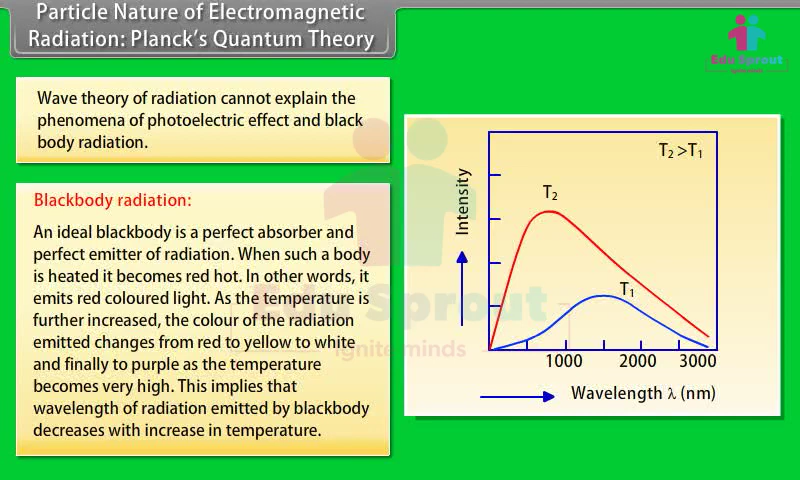 Particle Nature of Electromagnetic
Radiation: Planck's Quantum Theory
Edu Sprout
ignite minds
Wave theory of radiation cannot explain the
phenomena of photoelectric effect and black
body radiation.
Blackbody radiation:
An ideal blackbody is a perfect absorber and
perfect emitter of radiation. When such a body
is heated it becomes red hot. In other words, it
emits red coloured light. As the temperature is
further increased, the colour of the radiation
emitted changes from red to yellow to white
and finally to purple as the temperature
becomes very high. This implies that
wavelength of radiation emitted by blackbody
decreases with increase in temperature.
T₂ >T₁
T₂
T₁
Intensity
1000 2000 3000
Wavelength λ (nm)
Edu Sprout
ignite minds